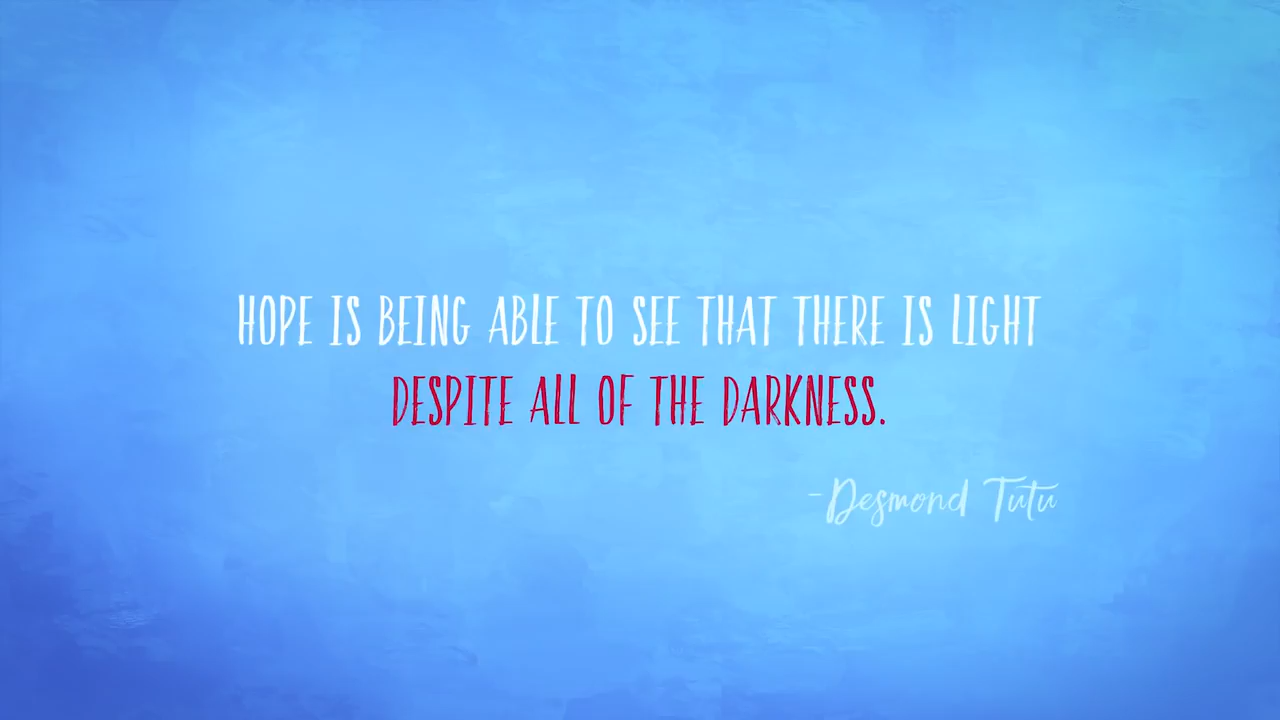 HOPE IS BEING ABLE TO SEE THAT THERE IS LIGHT
DESPITE ALL OF THE DARKNESS.
-Desmond Tutu